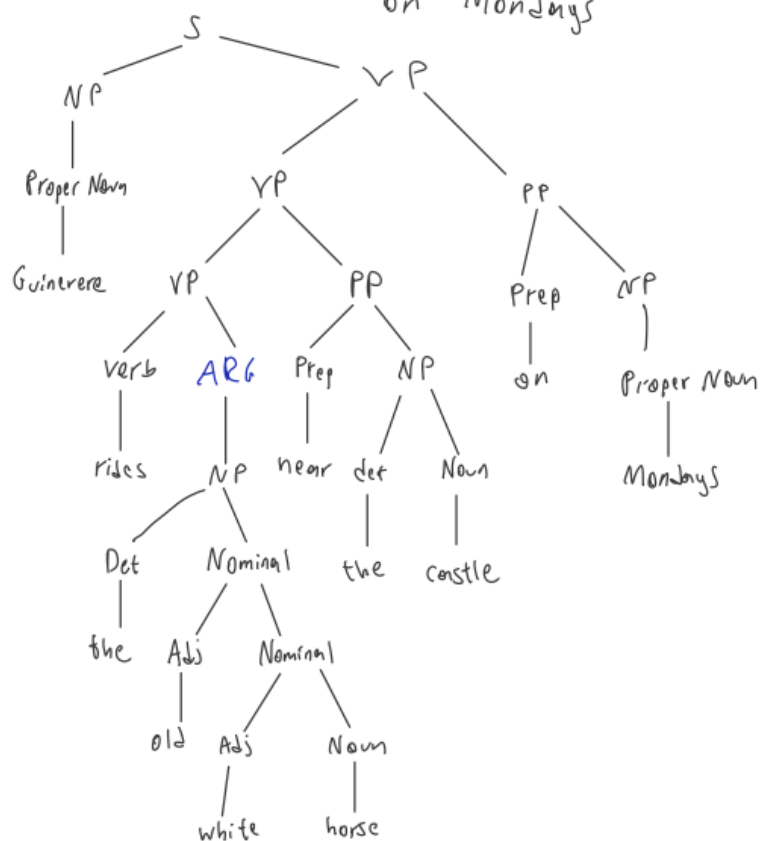 on Mondays
S
NP VP
Proper Noun VP PP
Guinevere VP PP Prep NP
verb ARG Prep NP on Proper Noun
rides NP near det Noun Mondays
Det Nominal the castle
the Adj Nominal
old Adj Noun
white horse